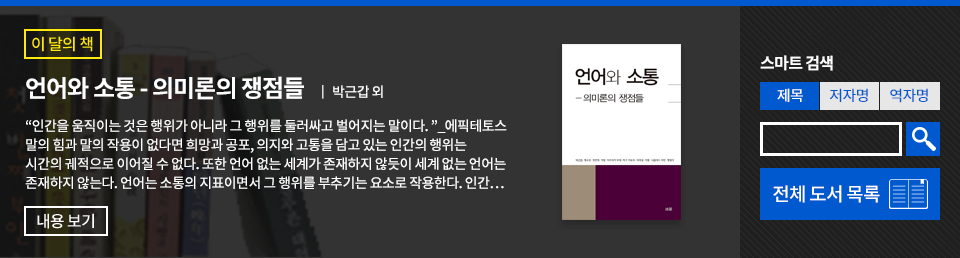 이 달의 책
언어와 소통 - 의미론의 쟁점들 | 박근갑 외
“인간을 움직이는 것은 행위가 아니라 그 행위를 둘러싸고 벌어지는 말이다. ”_에픽테토스
말의 힘과 말의 작용이 없다면 희망과 공포, 의지와 고통을 담고 있는 인간의 행위는
시간의 궤적으로 이어질 수 없다. 또한 언어 없는 세계가 존재하지 않듯이 세계 없는 언어는
존재하지 않는다. 언어는 소통의 지표이면서 그 행위를 부추기는 요소로 작용한다. 인간…
내용 보기
언어와 소통
– 의미론의 쟁점들
스마트 검색
제목 저자명 역자명
전체 도서 목록